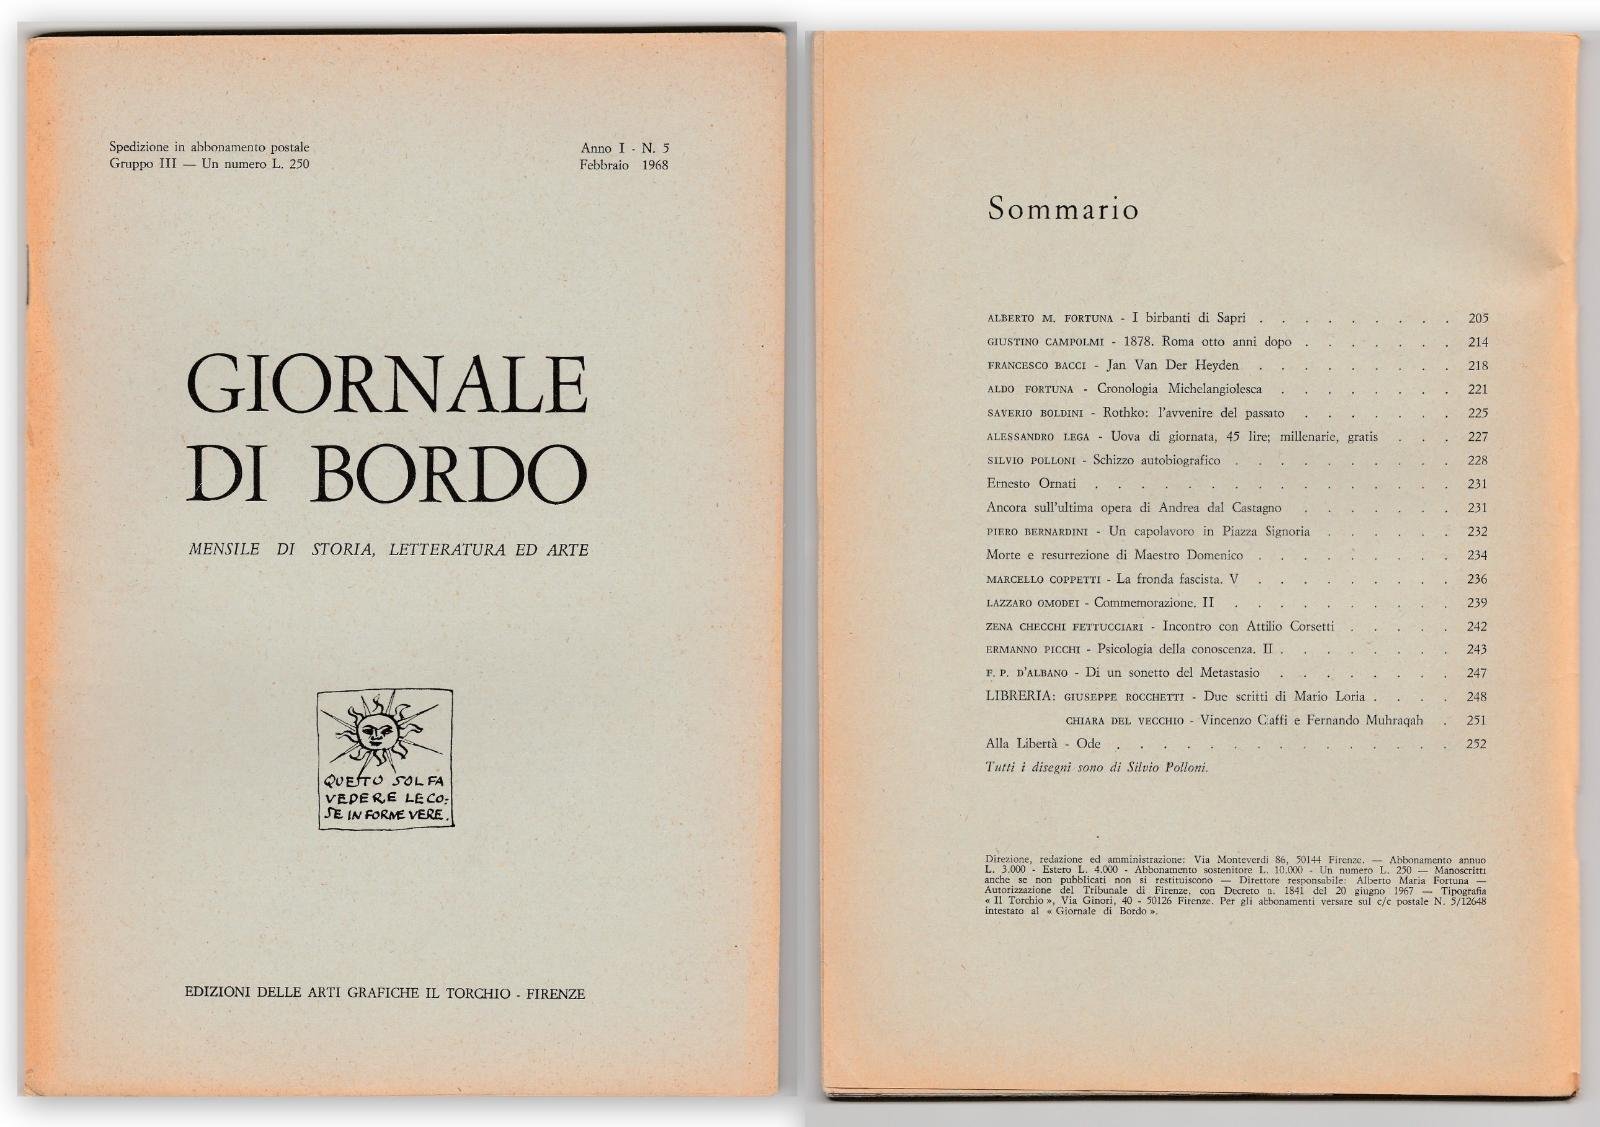 Spedizione in abbonamento postale
Gruppo III — Un numero L. 250
Anno I - N. 5
Febbraio 1968
GIORNALE
DI BORDO
MENSILE DI STORIA, LETTERATURA ED ARTE
QUESTO SOL FA
VEDERE LE CO:
SE IN FORME VERE.
EDIZIONI DELLE ARTI GRAFICHE IL TORCHIO - FIRENZE
Sommario
ALBERTO M. FORTUNA - I birbanti di Sapri . . . . . . . . . 205
GIUSTINO CAMPOLMI - 1878. Roma otto anni dopo . . . . . . . 214
FRANCESCO BACCI - Jan Van Der Heyden . . . . . . . . . 218
ALDO FORTUNA - Cronologia Michelangiolesca . . . . . . . . 221
SAVERIO BOLDINI - Rothko: l'avvenire del passato . . . . . . . 225
ALESSANDRO LEGA - Uova di giornata, 45 lire; millenarie, gratis . . . 227
SILVIO POLLONI - Schizzo autobiografico . . . . . . . . . . 228
Ernesto Ornati . . . . . . . . . . . . . . . . 231
Ancora sull'ultima opera di Andrea dal Castagno . . . . . . . 231
PIERO BERNARDINI - Un capolavoro in Piazza Signoria . . . . . . 232
Morte e resurrezione di Maestro Domenico . . . . . . . . . 234
MARCELLO COPPETTI - La fronda fascista. V . . . . . . . . . 236
LAZZARO OMODEI - Commemorazione. II . . . . . . . . . . 239
ZENA CHECCHI FETTUCCIARI - Incontro con Attilio Corsetti . . . . . 242
ERMANNO PICCHI - Psicologia della conoscenza. II . . . . . . . . 243
F. P. D'ALBANO - Di un sonetto del Metastasio . . . . . . . . 247
LIBRERIA: GIUSEPPE ROCCHETTI - Due scritti di Mario Loria . . . . 248
CHIARA DEL VECCHIO - Vincenzo Caffi e Fernando Muhraqah . 251
Alla Libertà - Ode . . . . . . . . . . . . . . . 252
Tutti i disegni sono di Silvio Polloni.
Direzione, redazione ed amministrazione: Via Monteverdi 86, 50144 Firenze. — Abbonamento annuo
L. 3.000 - Estero L. 4.000 - Abbonamento sostenitore L. 10.000 - Un numero L. 250 — Manoscritti
anche se non pubblicati non si restituiscono — Direttore responsabile: Alberto Maria Fortuna —
Autorizzazione del Tribunale di Firenze, con Decreto n. 1841 del 20 giugno 1967 — Tipografia
« Il Torchio », Via Ginori, 40 - 50126 Firenze. Per gli abbonamenti versare sul c/c postale N. 5/12648
intestato al « Giornale di Bordo ».